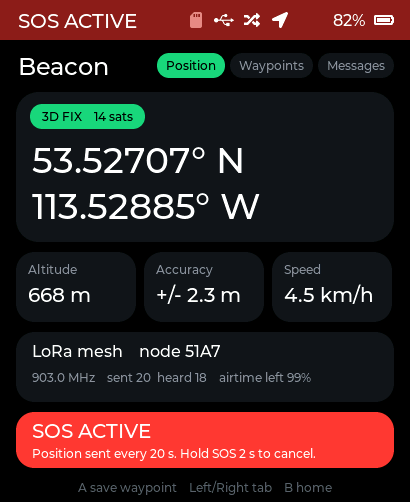 SOS ACTIVE 82%
Beacon Position Waypoints Messages
3D FIX 14 sats
53.52707° N
113.52885° W
Altitude Accuracy Speed
668 m +/- 2.3 m 4.5 km/h
LoRa mesh node 51A7
903.0 MHz sent 20 heard 18 airtime left 99%
SOS ACTIVE
Position sent every 20 s. Hold SOS 2 s to cancel.
A save waypoint Left/Right tab B home